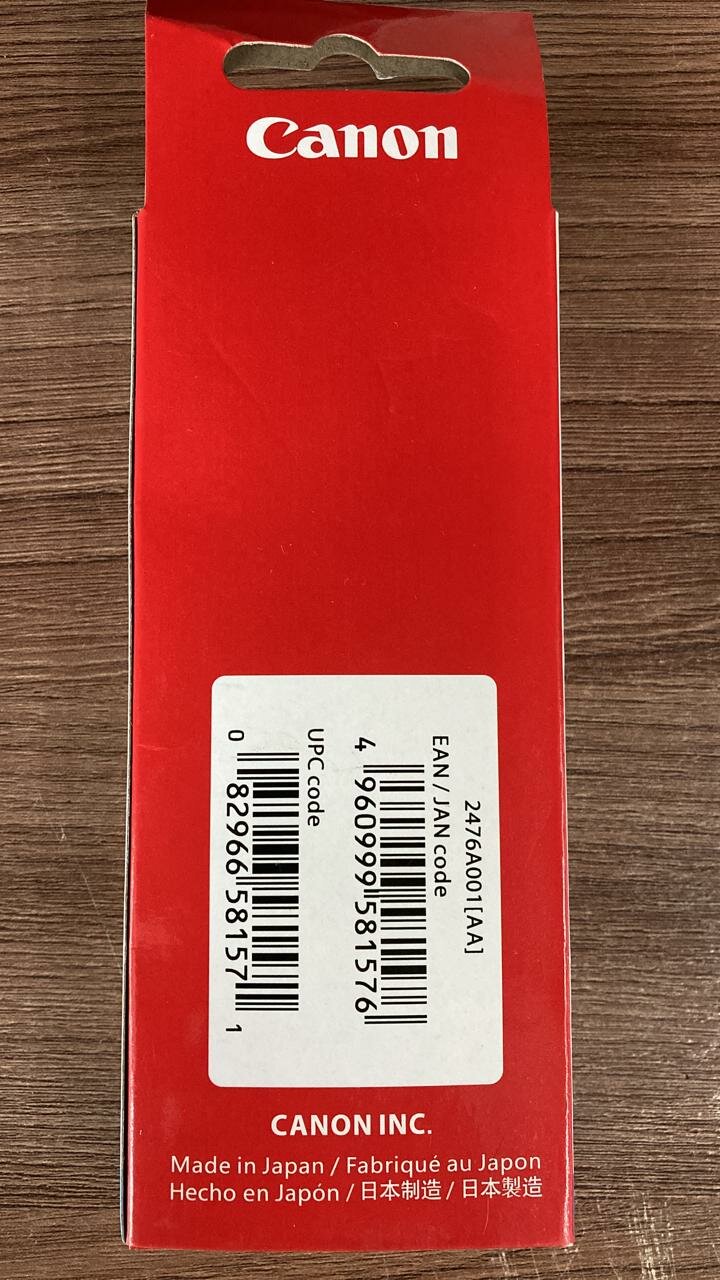 Canon
2476A001[AA]
EAN / JAN code
4 960999 581576
UPC code
0 82966 58157 1
CANON INC.
Made in Japan / Fabriqué au Japon
Hecho en Japón / 日本制造 / 日本製造